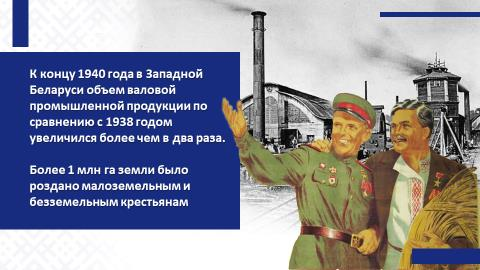 К концу 1940 года в Западной
Беларуси объем валовой
промышленной продукции по
сравнению с 1938 годом
увеличился более чем в два раза.
Более 1 млн га земли было
роздано малоземельным и
безземельным крестьянам